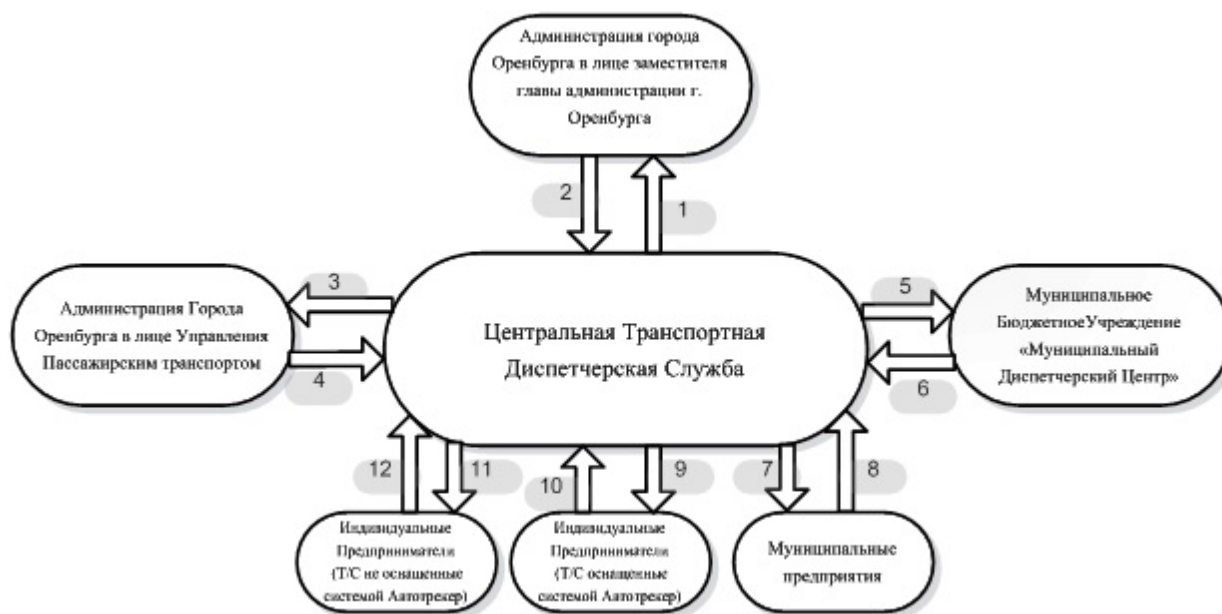 Администрация города
Оренбурга в лице заместителя
главы администрации г.
Оренбурга
2
1
3
4
Администрация Города
Оренбурга в лице Управления
Пассажирским транспортом
Центральная Транспортная
Диспетчерская Служба
5
6
Муниципальное
БюджетноеУчреждение
«Муниципальный
Диспетчерский Центр»
12
11
10
9
7
8
Индивидуальные
Предприниматели
(Т/С не оснащенные
системой Автотрекер)
Индивидуальные
Предприниматели
(Т/С оснащенные
системой Автотрекер)
Муниципальные
предприятия